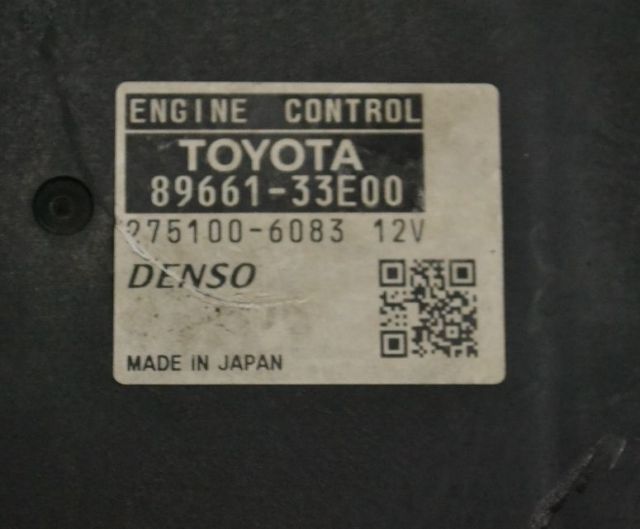 ENGINE CONTROL
TOYOTA
89661-33E00
275100-6083 12V
DENSO
MADE IN JAPAN